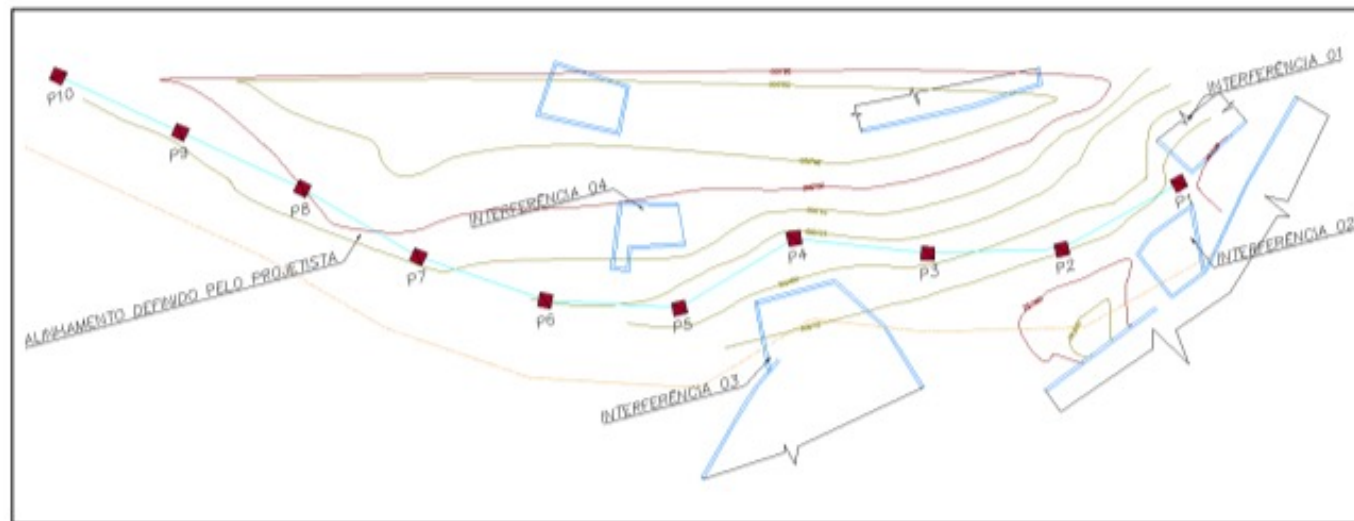 INTERFERÊNCIA 01
P10
P9
P1
P8
INTERFERÊNCIA 04
INTERFERÊNCIA 02
P4
P3
P2
P7
ALINHAMENTO DEFINIDO PELO PROJETISTA
P6
P5
INTERFERÊNCIA 03